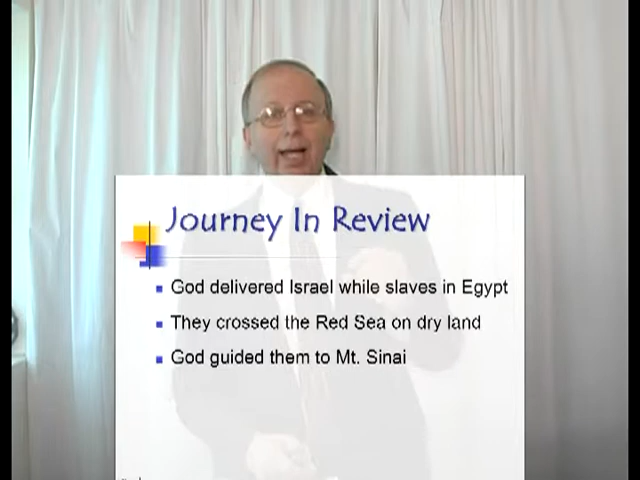 Journey In Review
God delivered Israel while slaves in Egypt
They crossed the Red Sea on dry land
God guided them to Mt. Sinai